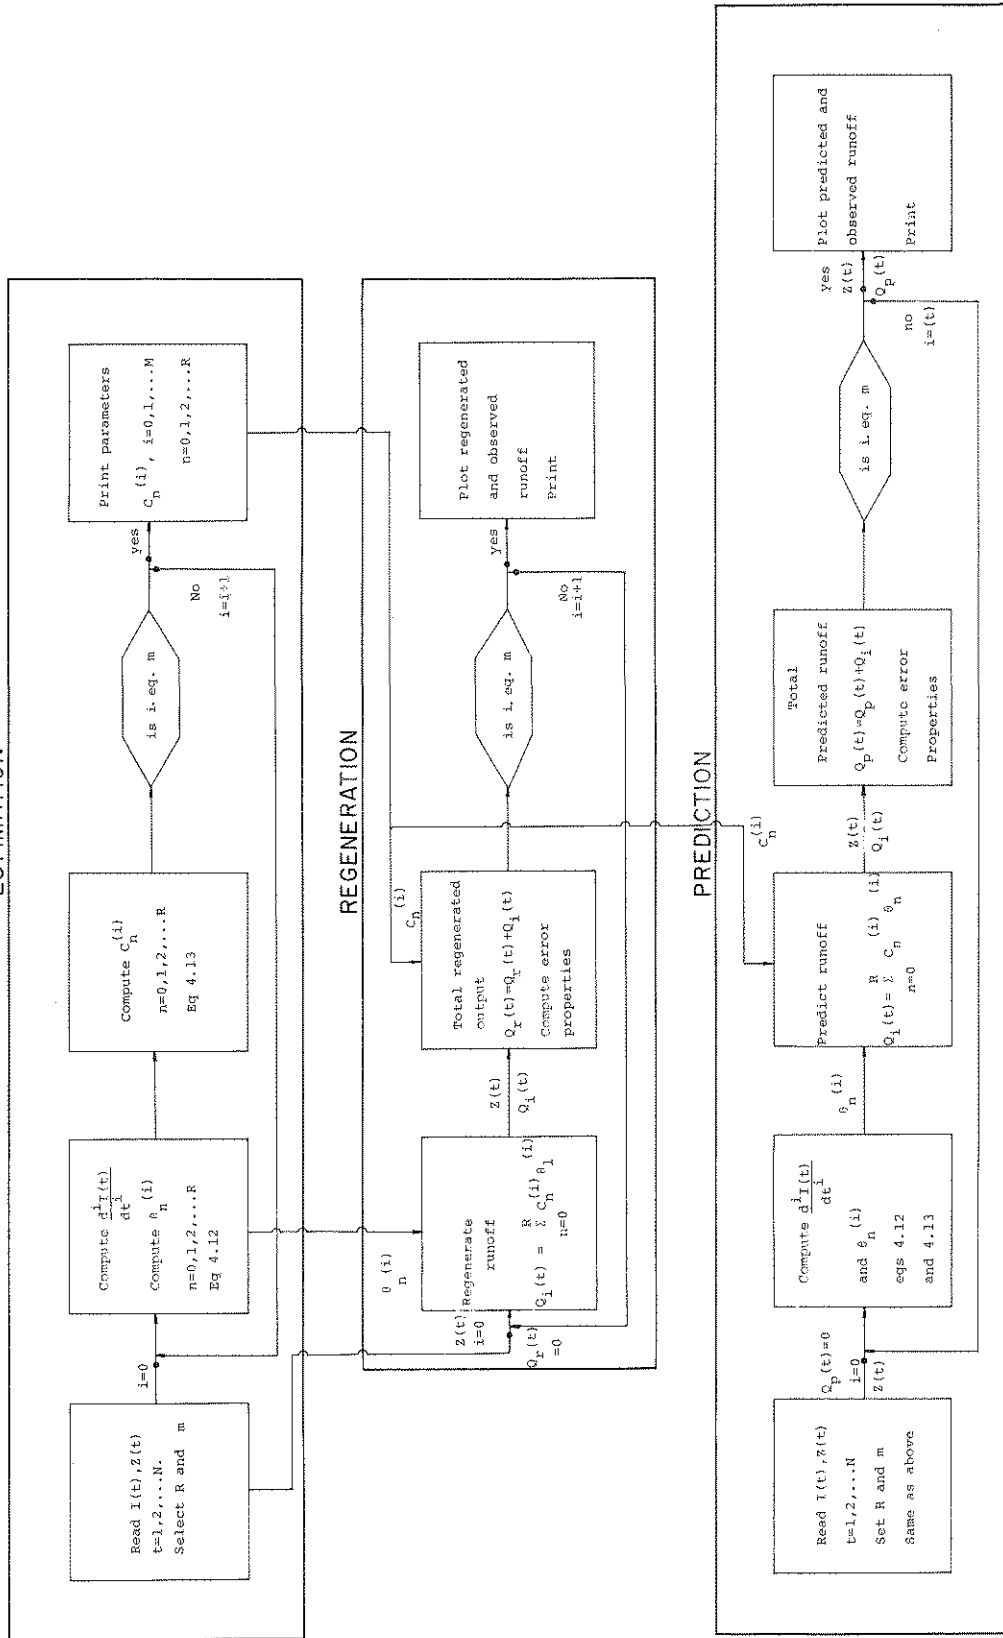 Read I(t),Z(t)
t=1,2,...N.
Select R and m
i=0
Compute d^i I(t)
dt^i
Compute θ_n^(i)
n=0,1,2,...R
Eq 4.12
Compute C_n^(i)
n=0,1,2,...R
Eq 4.13
is i.eq. m
yes
No
i=i+1
Print parameters
C_n^(i), i=0,1,...M
n=0,1,2,...R
REGENERATION
θ_n^(i)
Z(t)
i=0
Q_r(t)
=0
Regenerate
runoff
Q_i(t) = Σ C_n^(i) θ_1^(i)
R
n=0
Z(t)
Q_i(t)
C_n^(i)
Total regenerated
output
Q_r(t)=Q_r(t)+Q_i(t)
Compute error
properties
is i.eq. m
yes
No
i=i+1
Plot regenerated
and observed
runoff
Print
PREDICTION
Read I(t),Z(t)
t=1,2,...N
Set R and m
Same as above
Q_p(t)=0
i=0
Z(t)
Compute d^i I(t)
dt^i
and θ_n^(i)
eqs 4.12
and 4.13
θ_n^(i)
C_n^(i)
Predict runoff
Q_i(t)= Σ C_n^(i) θ_n^(i)
R
n=0
Z(t)
Q_i(t)
Total
Predicted runoff
Q_p(t)=Q_p(t)+Q_i(t)
Compute error
Properties
is i.eq. m
yes
Z(t)
Q_p(t)
no
i=(t)
Plot predicted and
observed runoff
Print